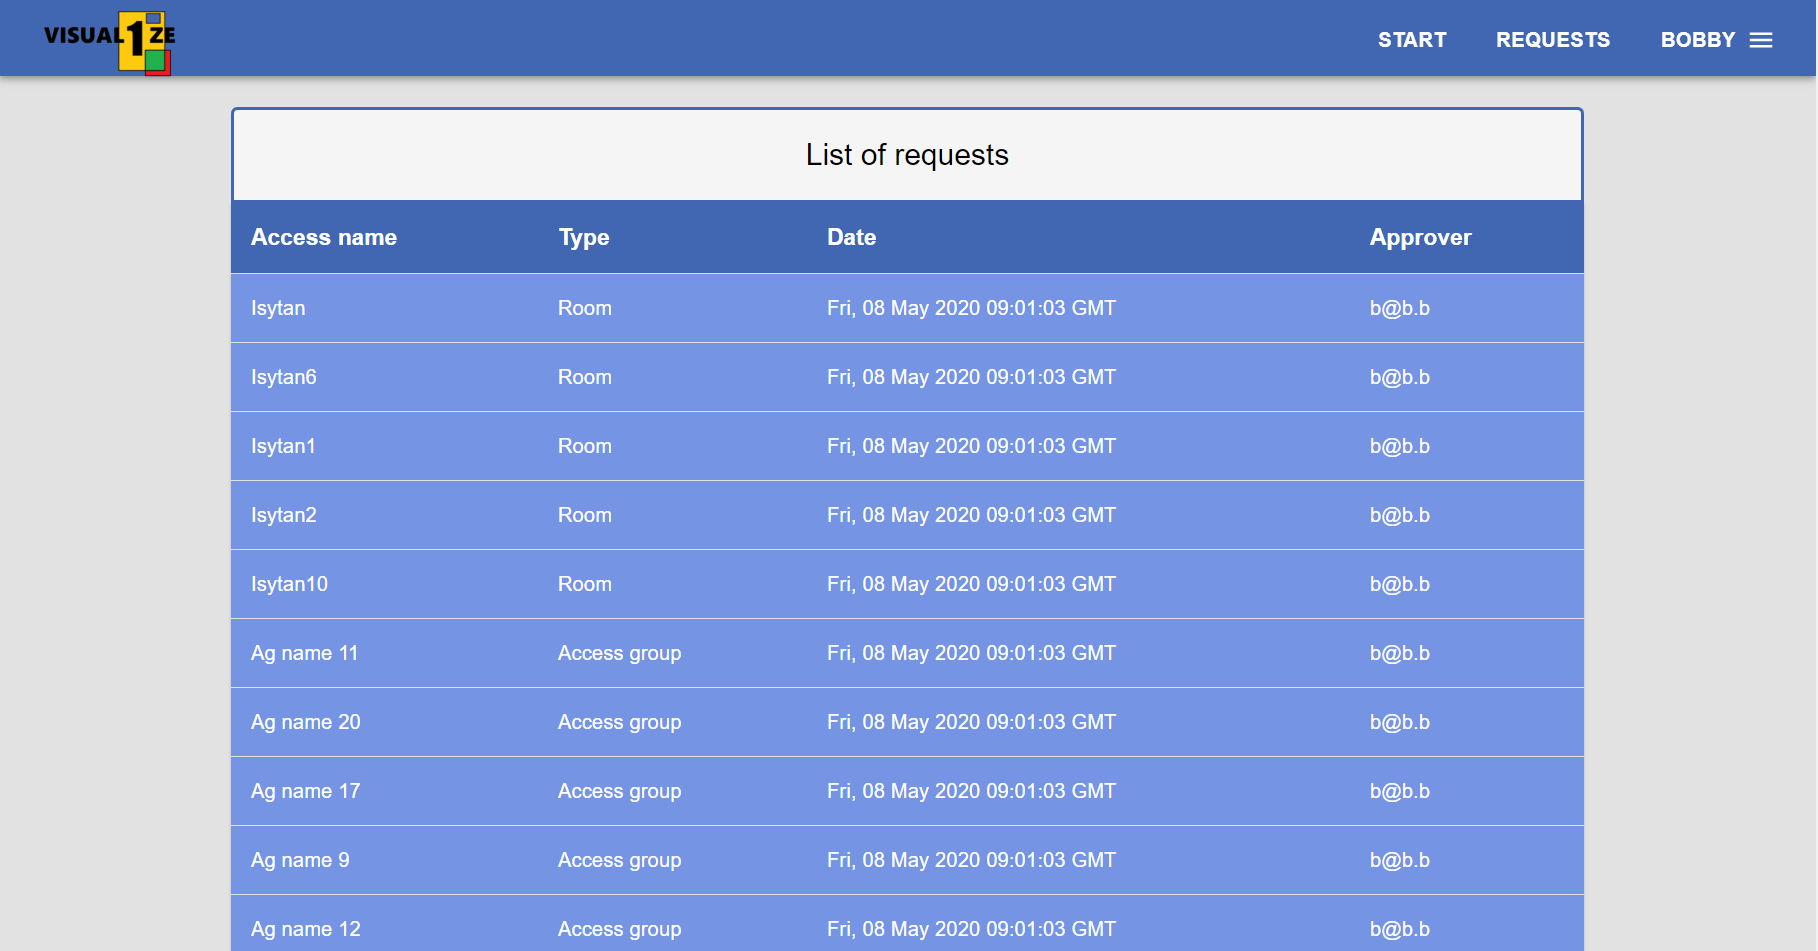 VISUAL1ZE
START REQUESTS BOBBY
List of requests
Access name Type Date Approver
Isytan Room Fri, 08 May 2020 09:01:03 GMT b@b.b
Isytan6 Room Fri, 08 May 2020 09:01:03 GMT b@b.b
Isytan1 Room Fri, 08 May 2020 09:01:03 GMT b@b.b
Isytan2 Room Fri, 08 May 2020 09:01:03 GMT b@b.b
Isytan10 Room Fri, 08 May 2020 09:01:03 GMT b@b.b
Ag name 11 Access group Fri, 08 May 2020 09:01:03 GMT b@b.b
Ag name 20 Access group Fri, 08 May 2020 09:01:03 GMT b@b.b
Ag name 17 Access group Fri, 08 May 2020 09:01:03 GMT b@b.b
Ag name 9 Access group Fri, 08 May 2020 09:01:03 GMT b@b.b
Ag name 12 Access group Fri, 08 May 2020 09:01:03 GMT b@b.b